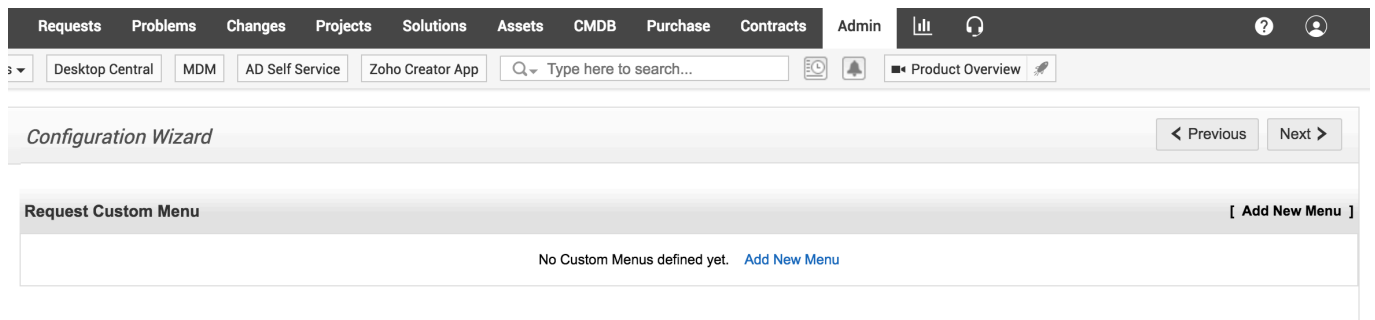 Requests Problems Changes Projects Solutions Assets CMDB Purchase Contracts Admin
s Desktop Central MDM AD Self Service Zoho Creator App Type here to search... Product Overview
Configuration Wizard Previous Next
Request Custom Menu [ Add New Menu ]
No Custom Menus defined yet. Add New Menu